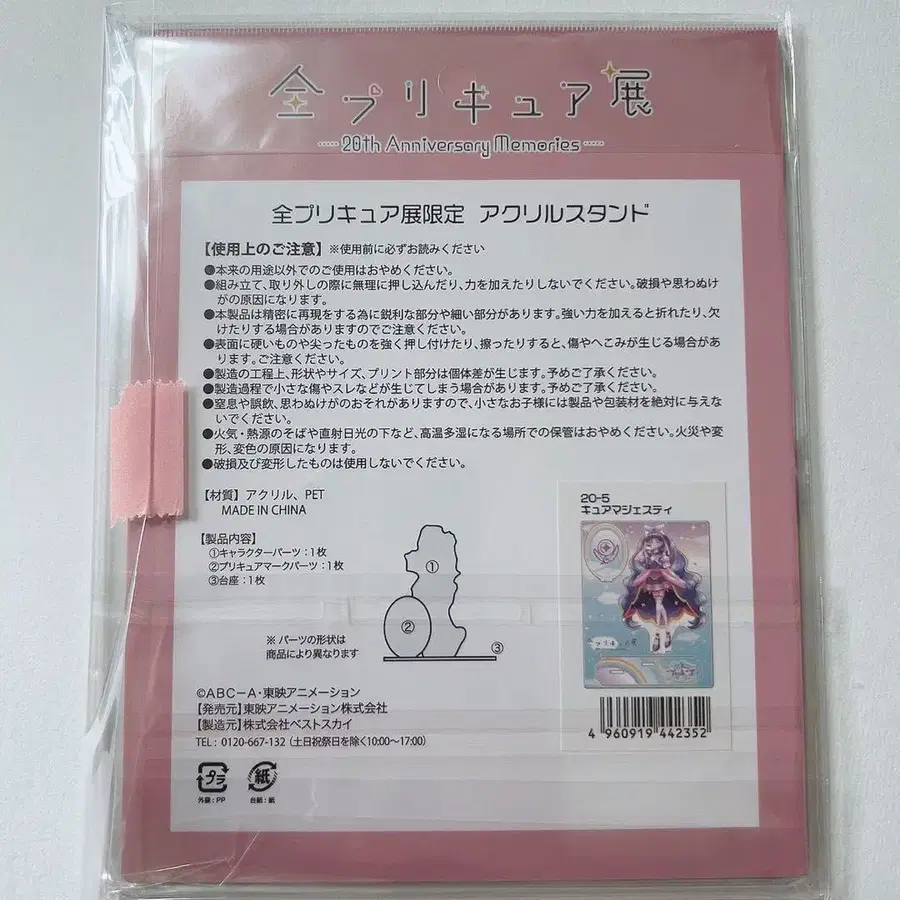 全プリキュア展
20th Anniversary Memories
全プリキュア展限定 アクリルスタンド
【使用上のご注意】※使用前に必ずお読みください
●本来の用途以外でのご使用はおやめください。
●組み立て、取り外しの際に無理に押し込んだり、力を加えたりしないでください。破損や思わぬけ
がの原因になります。
●本製品は精密に再現をする為に鋭利な部分や細い部分があります。強い力を加えると折れたり、欠
けたりする場合がありますのでご注意ください。
●表面に硬いものや尖ったものを強く押し付けたり、擦ったりすると、傷やへこみが生じる場合があ
ります。ご注意ください。
●製造の工程上、形状やサイズ、プリント部分は個体差が生じます。予めご了承ください。
●製造過程で小さな傷やスレなどが生じてしまう場合があります。予めご了承ください。
●窒息や誤飲、思わぬけがのおそれがありますので、小さなお子様には製品や包装材を絶対に与えな
いでください。
●火気・熱源のそばや直射日光の下など、高温多湿になる場所での保管はおやめください。火災や変
形、変色の原因になります。
●破損及び変形したものは使用しないでください。
【材質】アクリル、PET
MADE IN CHINA
【製品内容】
①キャラクターパーツ：1枚
②プリキュアマークパーツ：1枚
③台座：1枚
①
②
③
※ パーツの形状は
商品により異なります
20-5
キュアマジェスティ
4 960919 442352
©ABC-A・東映アニメーション
【発売元】東映アニメーション株式会社
【製造元】株式会社ベストスカイ
TEL：0120-667-132（土日祝祭日を除く10:00～17:00）
プラ
外袋：PP
紙
台紙：紙